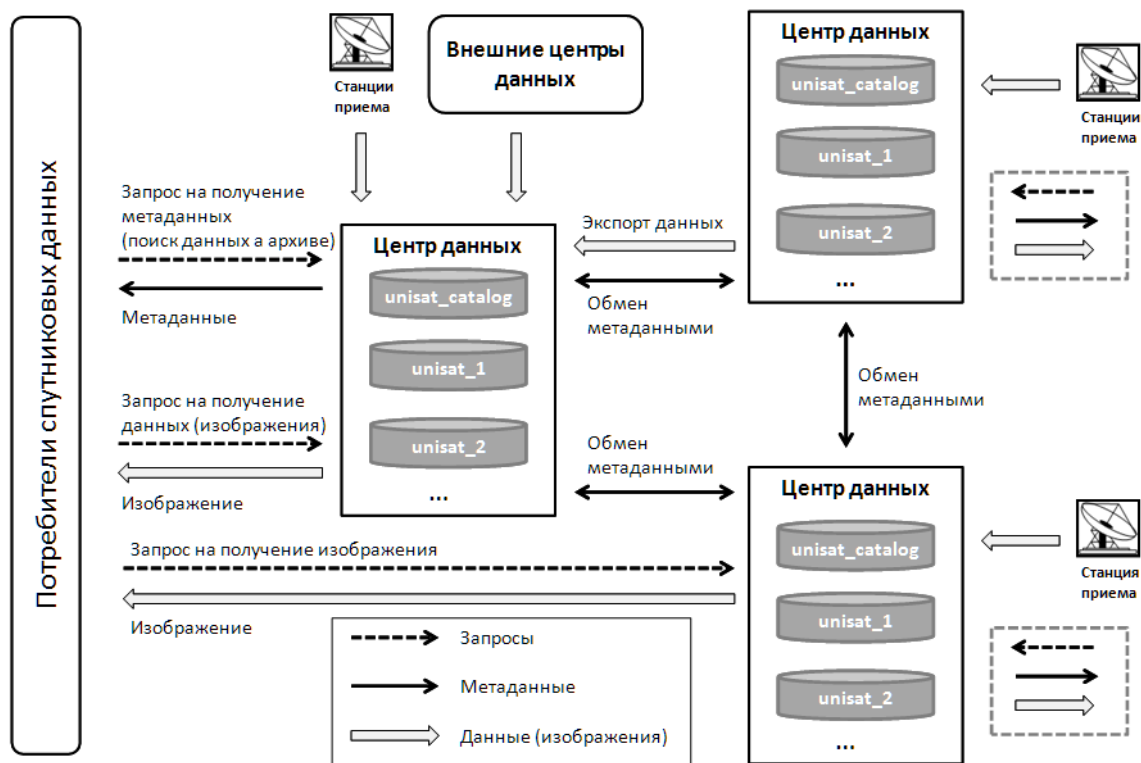 Потребители спутниковых данных
Станции
приема
Внешние центры
данных
Центр данных
unisat_catalog
unisat_1
unisat_2
...
Станции
приема
Запрос на получение
метаданных
(поиск данных а архиве)
Метаданные
Запрос на получение
данных (изображения)
Изображение
Центр данных
unisat_catalog
unisat_1
unisat_2
...
Экспорт данных
Обмен
метаданными
Обмен
метаданными
Обмен
метаданными
Запрос на получение изображения
Изображение
Центр данных
unisat_catalog
unisat_1
unisat_2
...
Станция
приема
Запросы
Метаданные
Данные (изображения)